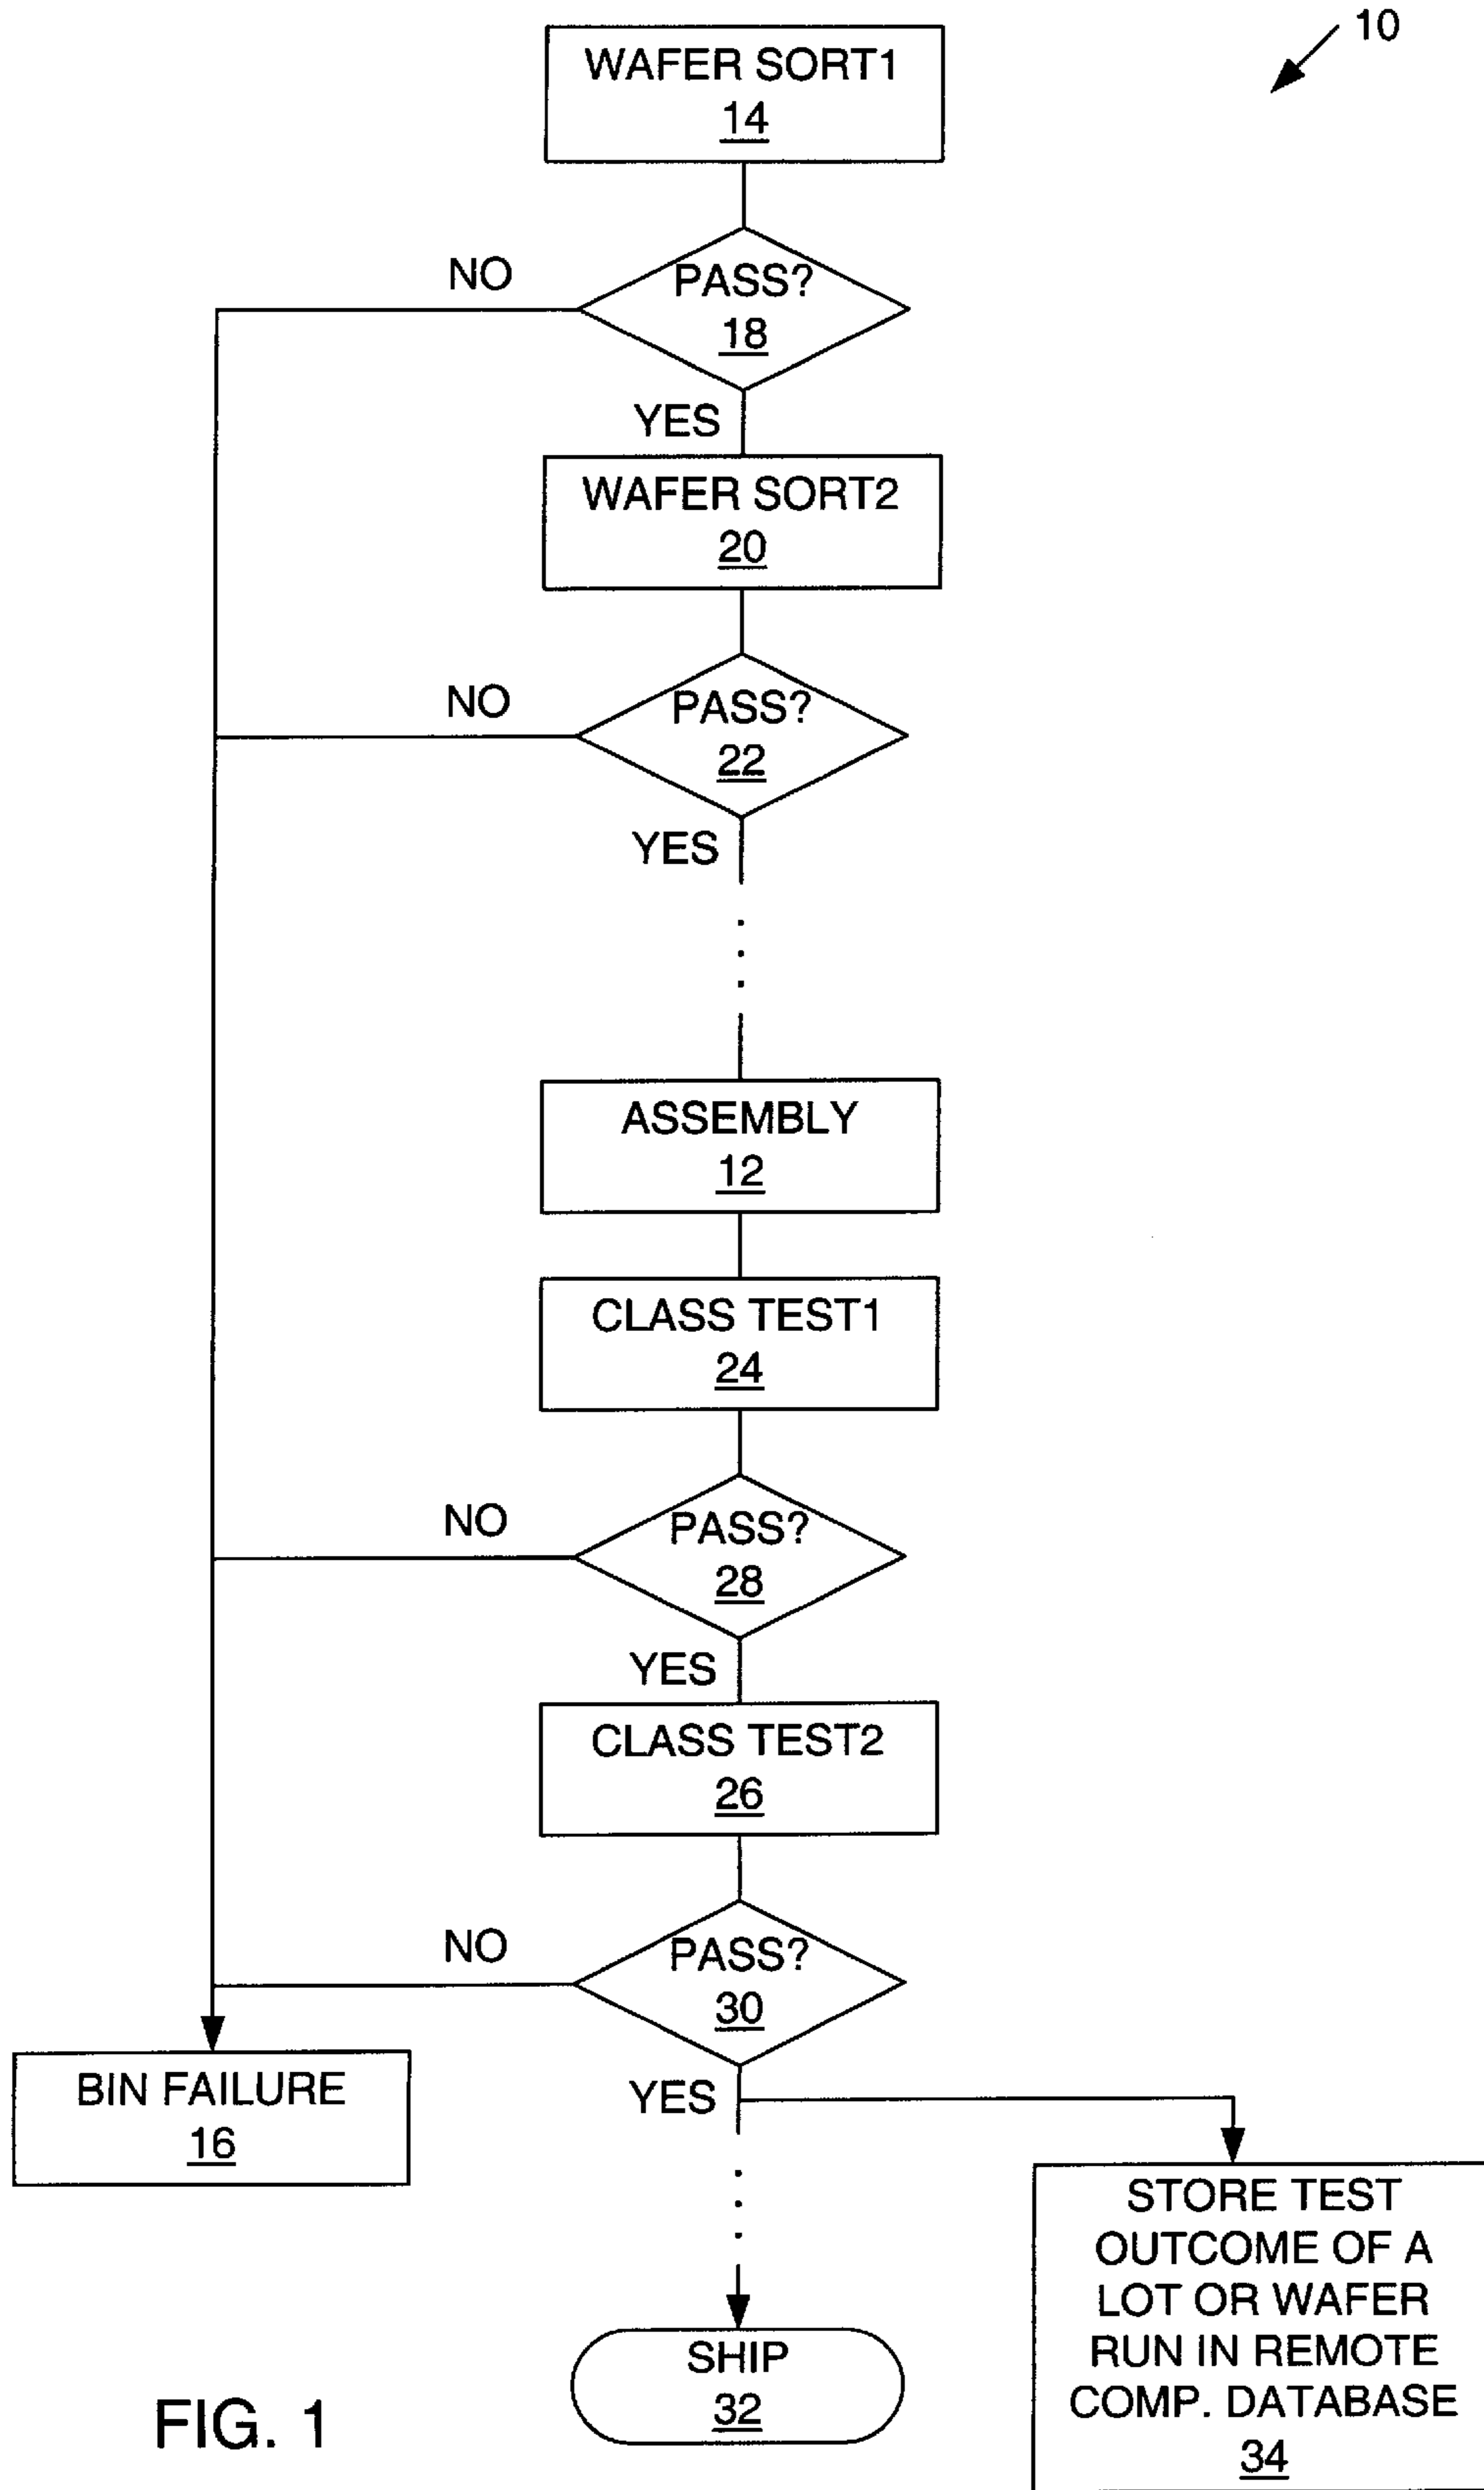 10
WAFER SORT1
14
NO
PASS?
18
YES
WAFER SORT2
20
NO
PASS?
22
YES
ASSEMBLY
12
CLASS TEST1
24
NO
PASS?
28
YES
CLASS TEST2
26
NO
PASS?
30
BIN FAILURE
16
YES
STORE TEST
OUTCOME OF A
LOT OR WAFER
RUN IN REMOTE
COMP. DATABASE
34
SHIP
32
FIG. 1